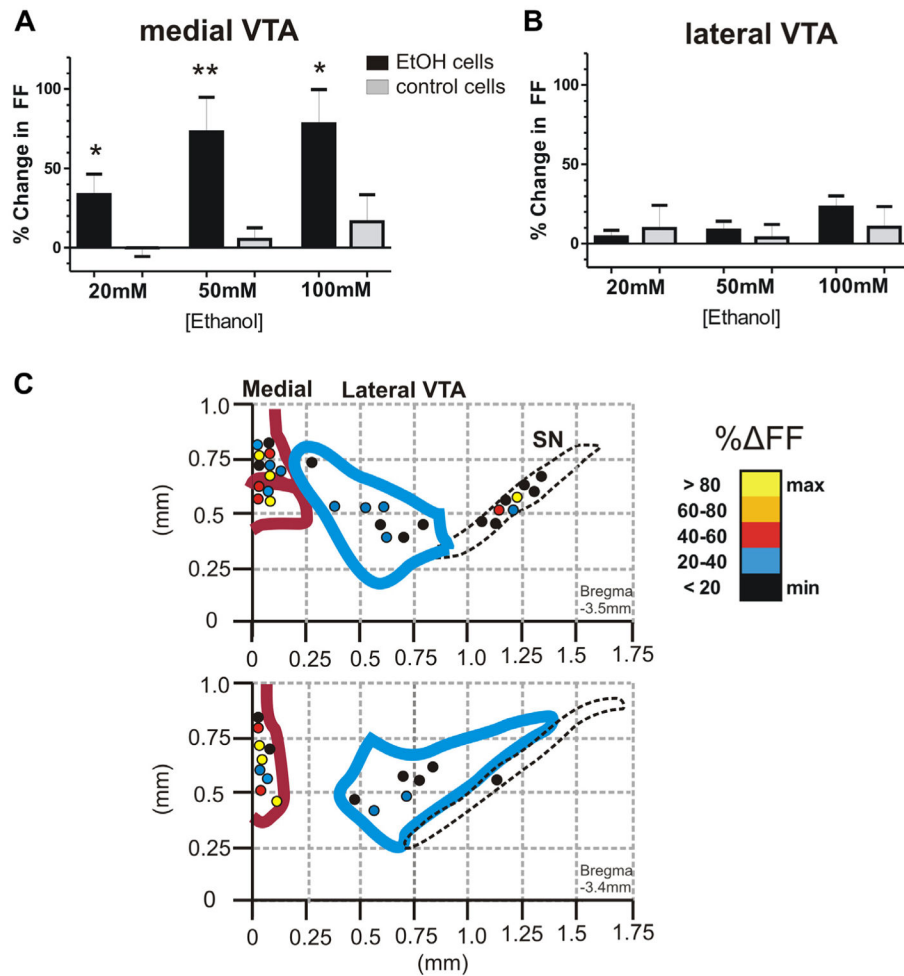 A
medial VTA
% Change in FF
100
50
0
*
**
*
EtOH cells
control cells
20mM 50mM 100mM
[Ethanol]
B
lateral VTA
% Change in FF
100
50
0
20mM 50mM 100mM
[Ethanol]
C
Medial Lateral VTA
SN
(mm)
1.0
0.75
0.5
0.25
0
Bregma
-3.5mm
0 0.25 0.5 0.75 1.0 1.25 1.5 1.75
%ΔFF
> 80 max
60-80
40-60
20-40
< 20 min
(mm)
1.0
0.75
0.5
0.25
0
Bregma
-3.4mm
0 0.25 0.5 0.75 1.0 1.25 1.5 1.75
(mm)